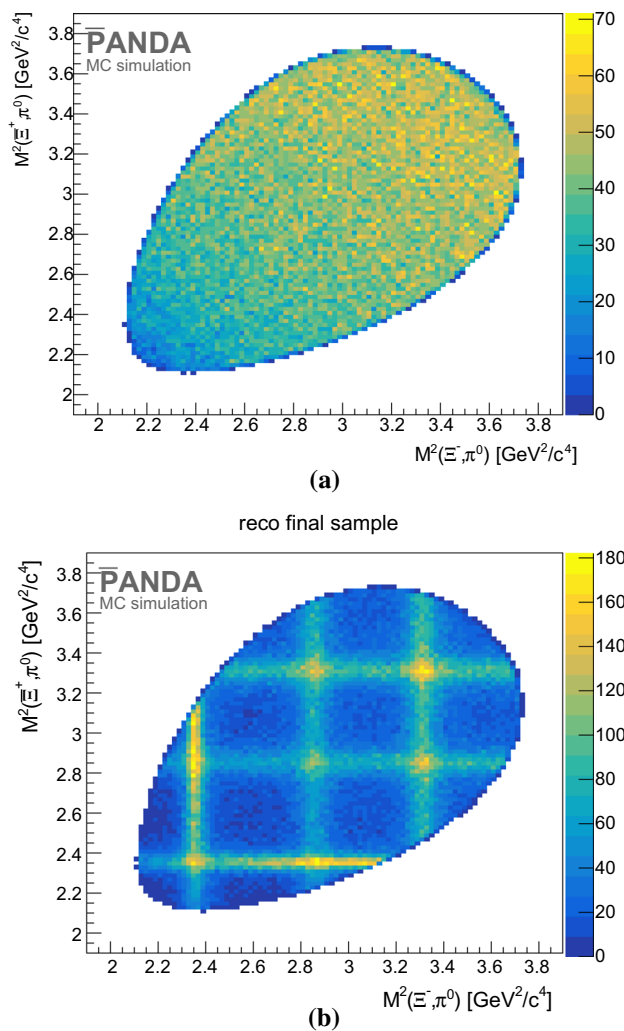 P̅ANDA
MC simulation
M²(Ξ̅⁺,π⁰) [GeV²/c⁴]
3.8
3.6
3.4
3.2
3
2.8
2.6
2.4
2.2
2
2 2.2 2.4 2.6 2.8 3 3.2 3.4 3.6 3.8
M²(Ξ⁻,π⁰) [GeV²/c⁴]
70
60
50
40
30
20
10
0
(a)
reco final sample
P̅ANDA
MC simulation
M²(Ξ̅⁺,π⁰) [GeV²/c⁴]
3.8
3.6
3.4
3.2
3
2.8
2.6
2.4
2.2
2
2 2.2 2.4 2.6 2.8 3 3.2 3.4 3.6 3.8
M²(Ξ⁻,π⁰) [GeV²/c⁴]
180
160
140
120
100
80
60
40
20
0
(b)